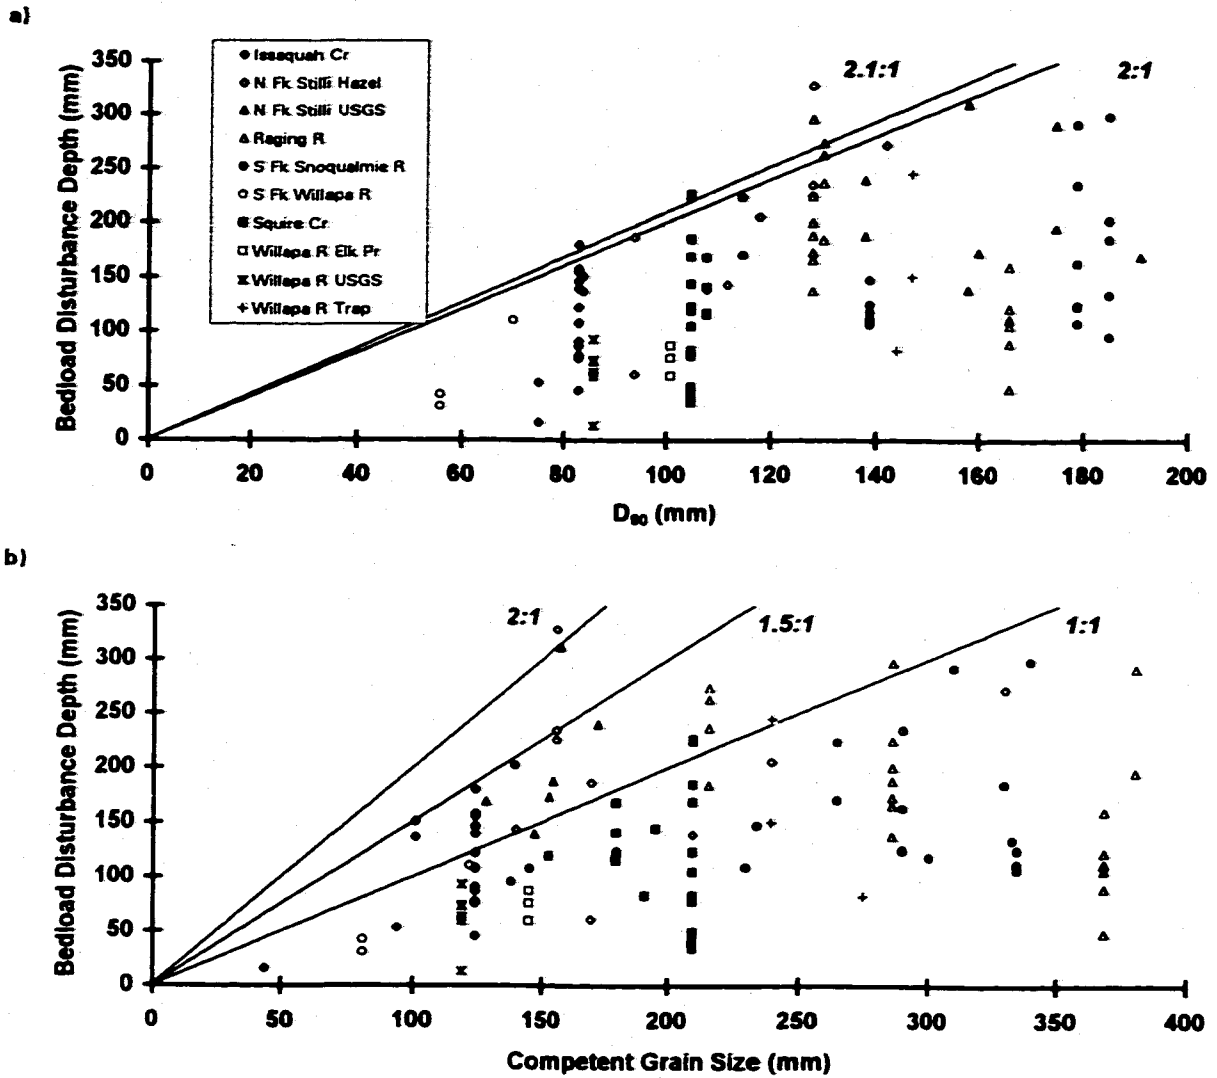 a)
350
300
250
200
150
100
50
0
Bedload Disturbance Depth (mm)
Issaquah Cr
N Fk Stilli Hazel
N Fk Stilli USGS
Raging R
S Fk Snoqualmie R
S Fk Willapa R
Squire Cr
Willapa R Elk Pr
Willapa R USGS
Willapa R Trap
2.1:1
2:1
0 20 40 60 80 100 120 140 160 180 200
D90 (mm)
b)
350
300
250
200
150
100
50
0
Bedload Disturbance Depth (mm)
2:1
1.5:1
1:1
0 50 100 150 200 250 300 350 400
Competent Grain Size (mm)